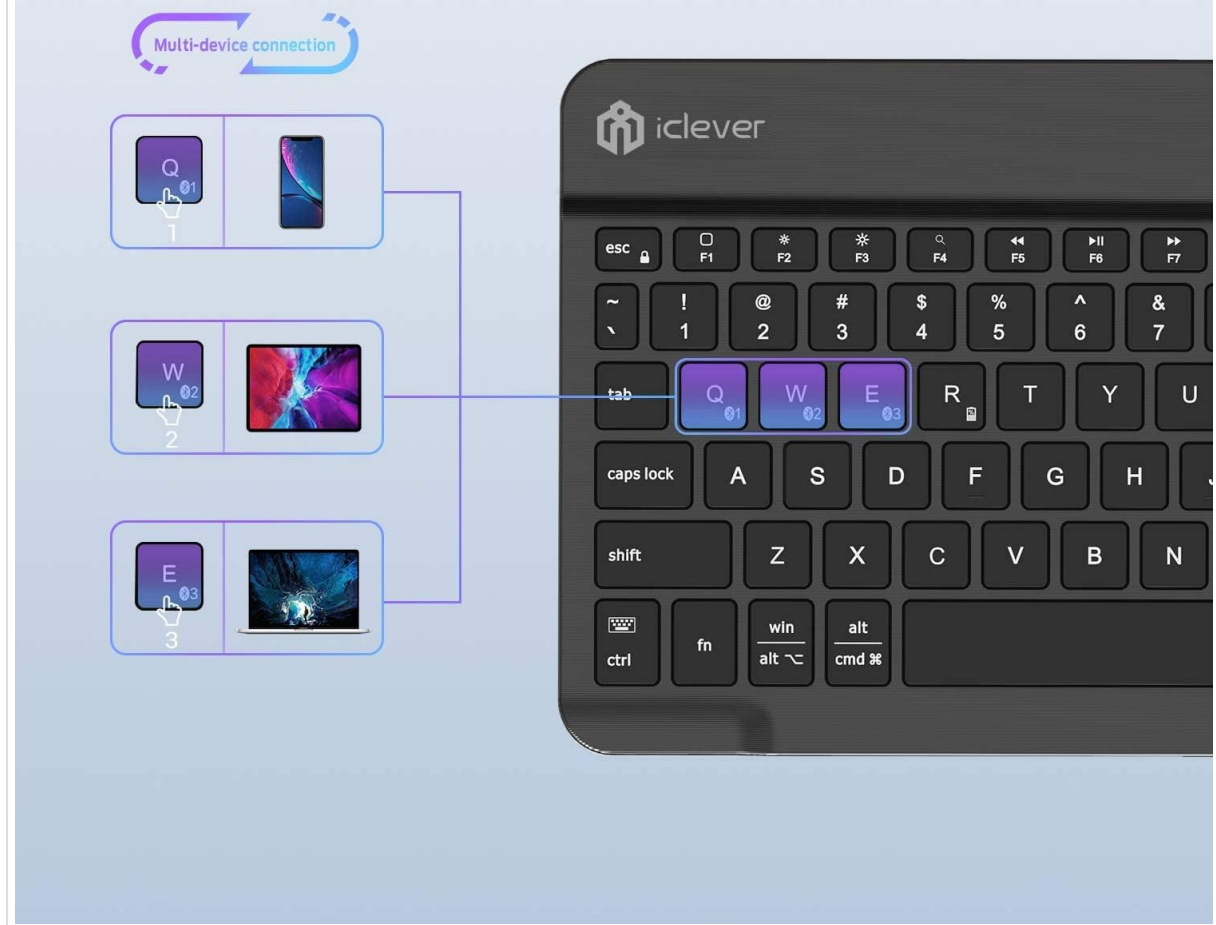 Multi-device connection
Q
1
1
W
2
2
E
3
3
iclever
esc F1 F2 F3 F4 F5 F6 F7
~ ! @ # $ % ^ &
` 1 2 3 4 5 6 7
tab Q 1 W 2 E 3 R T Y U
caps lock A S D F G H
shift Z X C V B N
ctrl fn win alt ⌥ alt cmd ⌘